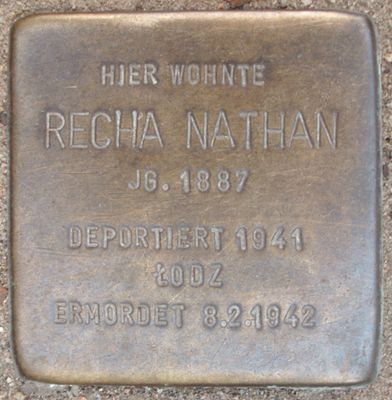 HIER WOHNTE
RECHA NATHAN
JG. 1887
DEPORTIERT 1941
ŁODZ
ERMORDET 8.2.1942